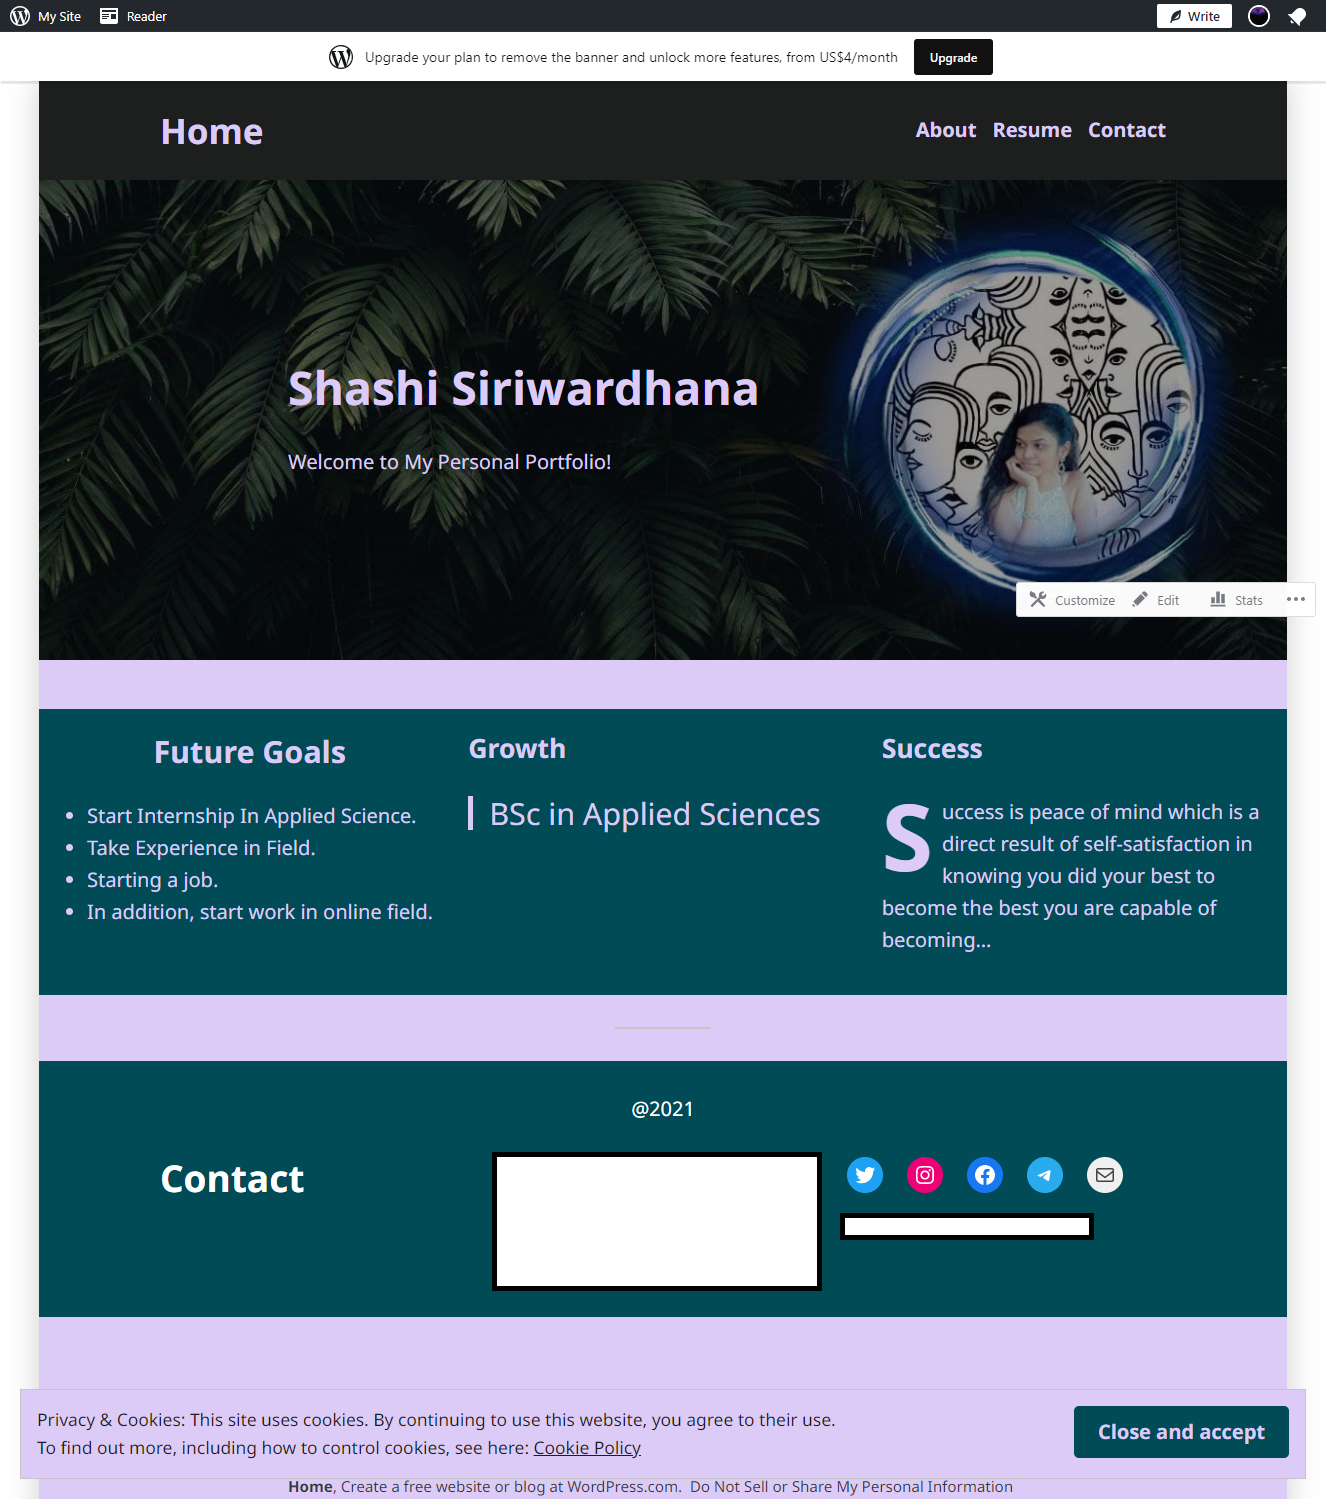 My Site Reader Write
Upgrade your plan to remove the banner and unlock more features, from US$4/month Upgrade
Home About Resume Contact
Shashi Siriwardhana
Welcome to My Personal Portfolio!
Customize Edit Stats
Future Goals
Start Internship In Applied Science.
Take Experience in Field.
Starting a job.
In addition, start work in online field.
Growth
BSc in Applied Sciences
Success
Success is peace of mind which is a
direct result of self-satisfaction in
knowing you did your best to
become the best you are capable of
becoming...
@2021
Contact
Privacy & Cookies: This site uses cookies. By continuing to use this website, you agree to their use.
To find out more, including how to control cookies, see here: Cookie Policy
Close and accept
Home, Create a free website or blog at WordPress.com. Do Not Sell or Share My Personal Information